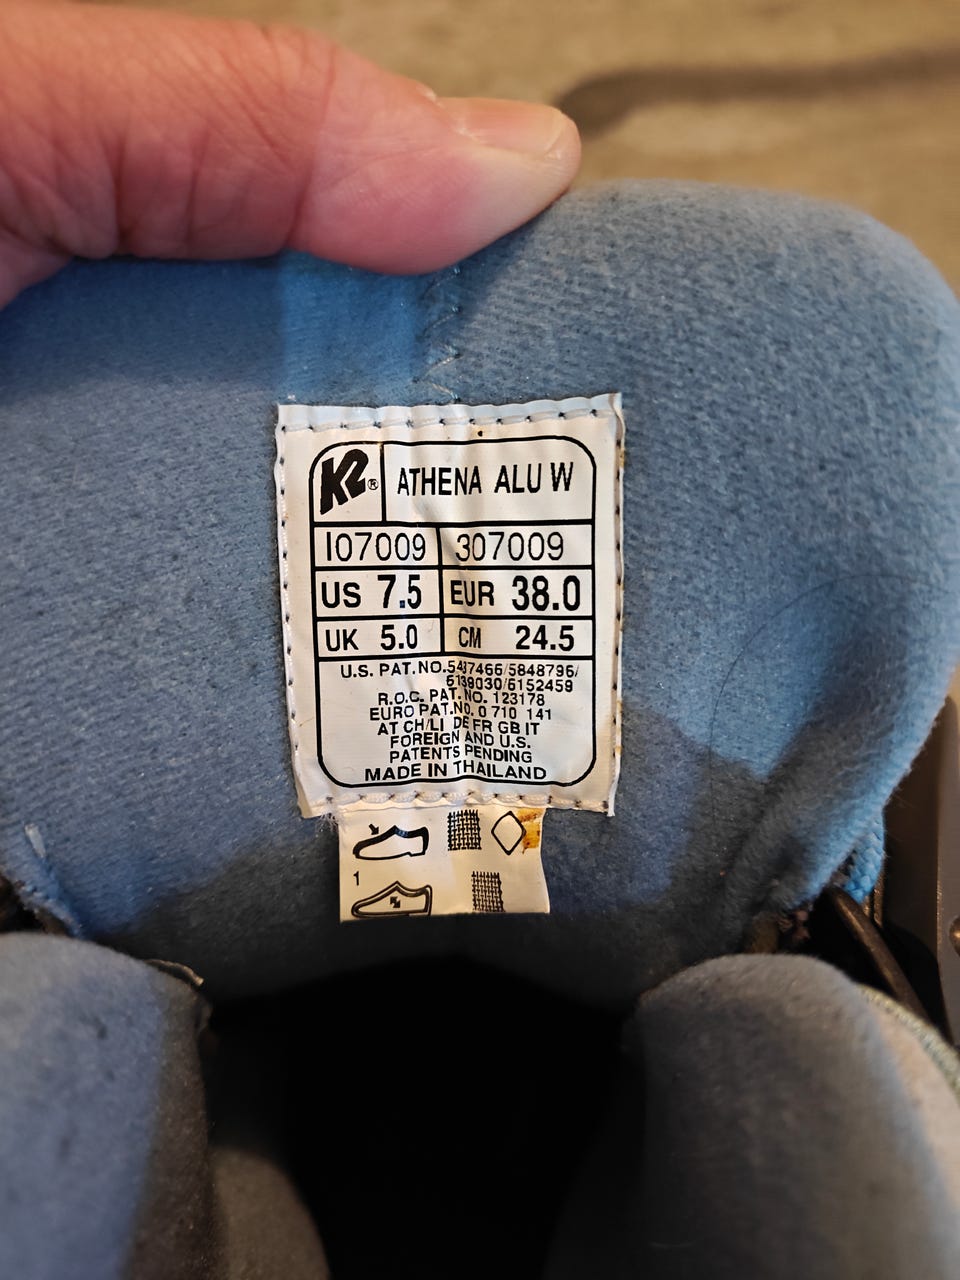 K2® ATHENA ALU W
I07009 307009
US 7.5 EUR 38.0
UK 5.0 CM 24.5
U.S. PAT.NO.5437466/5848796/
6139030/6152459
R.O.C. PAT. NO. 123178
EURO PAT.NO. 0 710 141
AT CH/LI DE FR GB IT
FOREIGN AND U.S.
PATENTS PENDING
MADE IN THAILAND
1